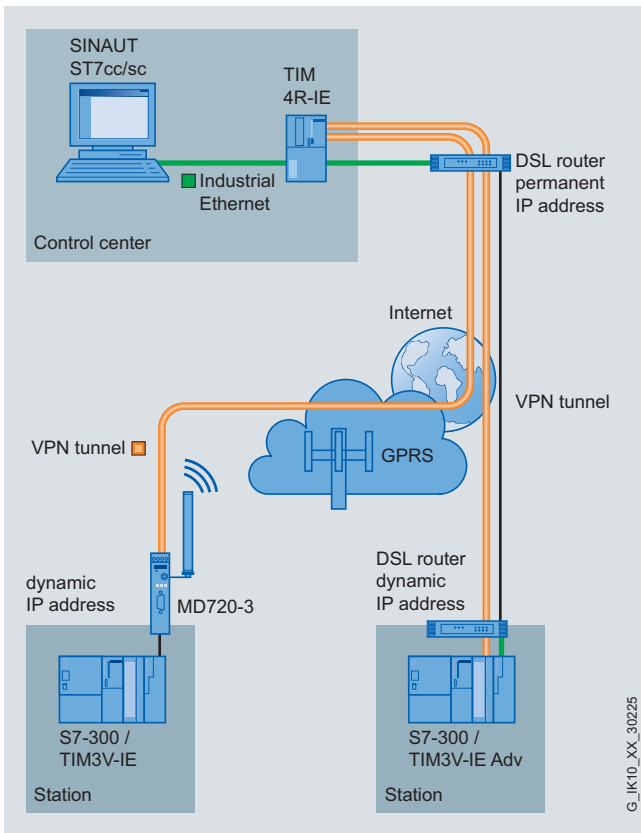 SINAUT
ST7cc/sc
TIM
4R-IE
Industrial
Ethernet
Control center
DSL router
permanent
IP address
Internet
VPN tunnel
VPN tunnel
GPRS
dynamic
IP address
MD720-3
DSL router
dynamic
IP address
S7-300 /
TIM3V-IE
Station
S7-300 /
TIM3V-IE Adv
Station
G_IK10_XX_30225